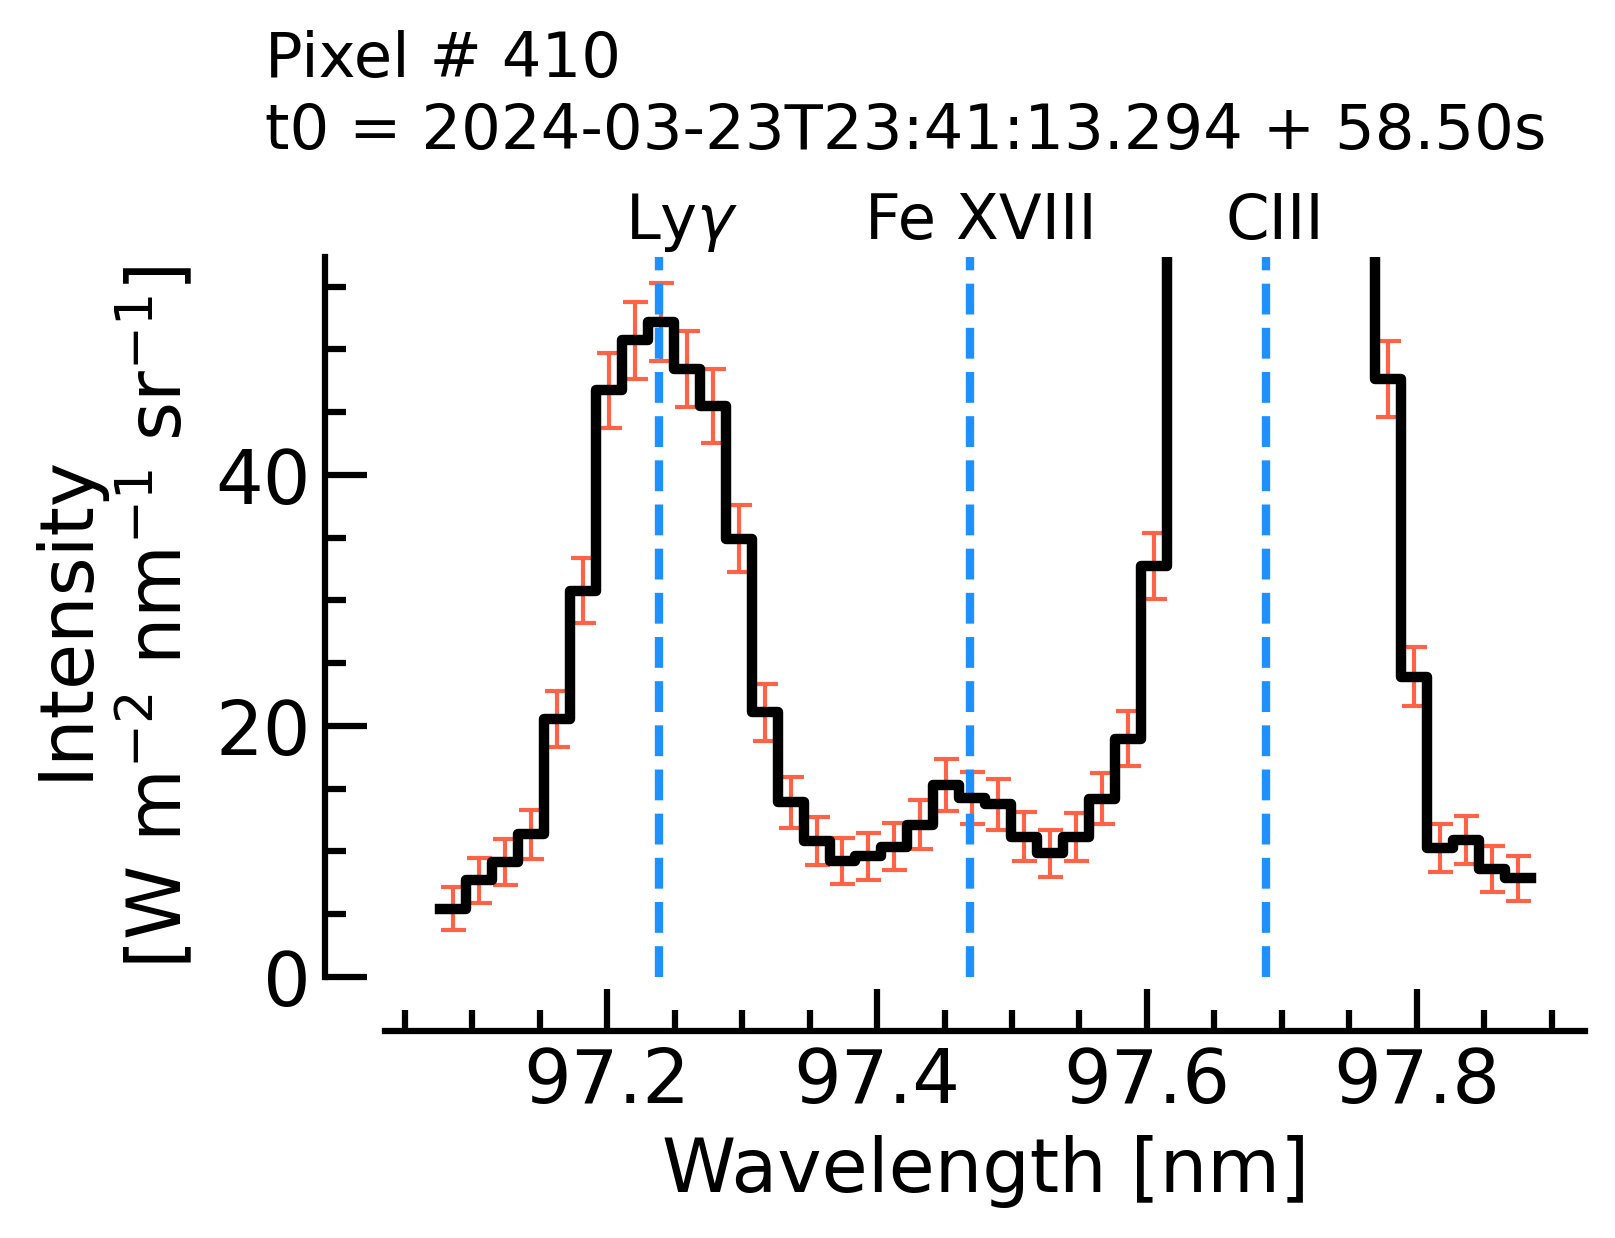 Pixel # 410
t0 = 2024-03-23T23:41:13.294 + 58.50s
Lyγ Fe XVIII CIII
Intensity
[W m⁻² nm⁻¹ sr⁻¹]
40
20
0
97.2 97.4 97.6 97.8
Wavelength [nm]